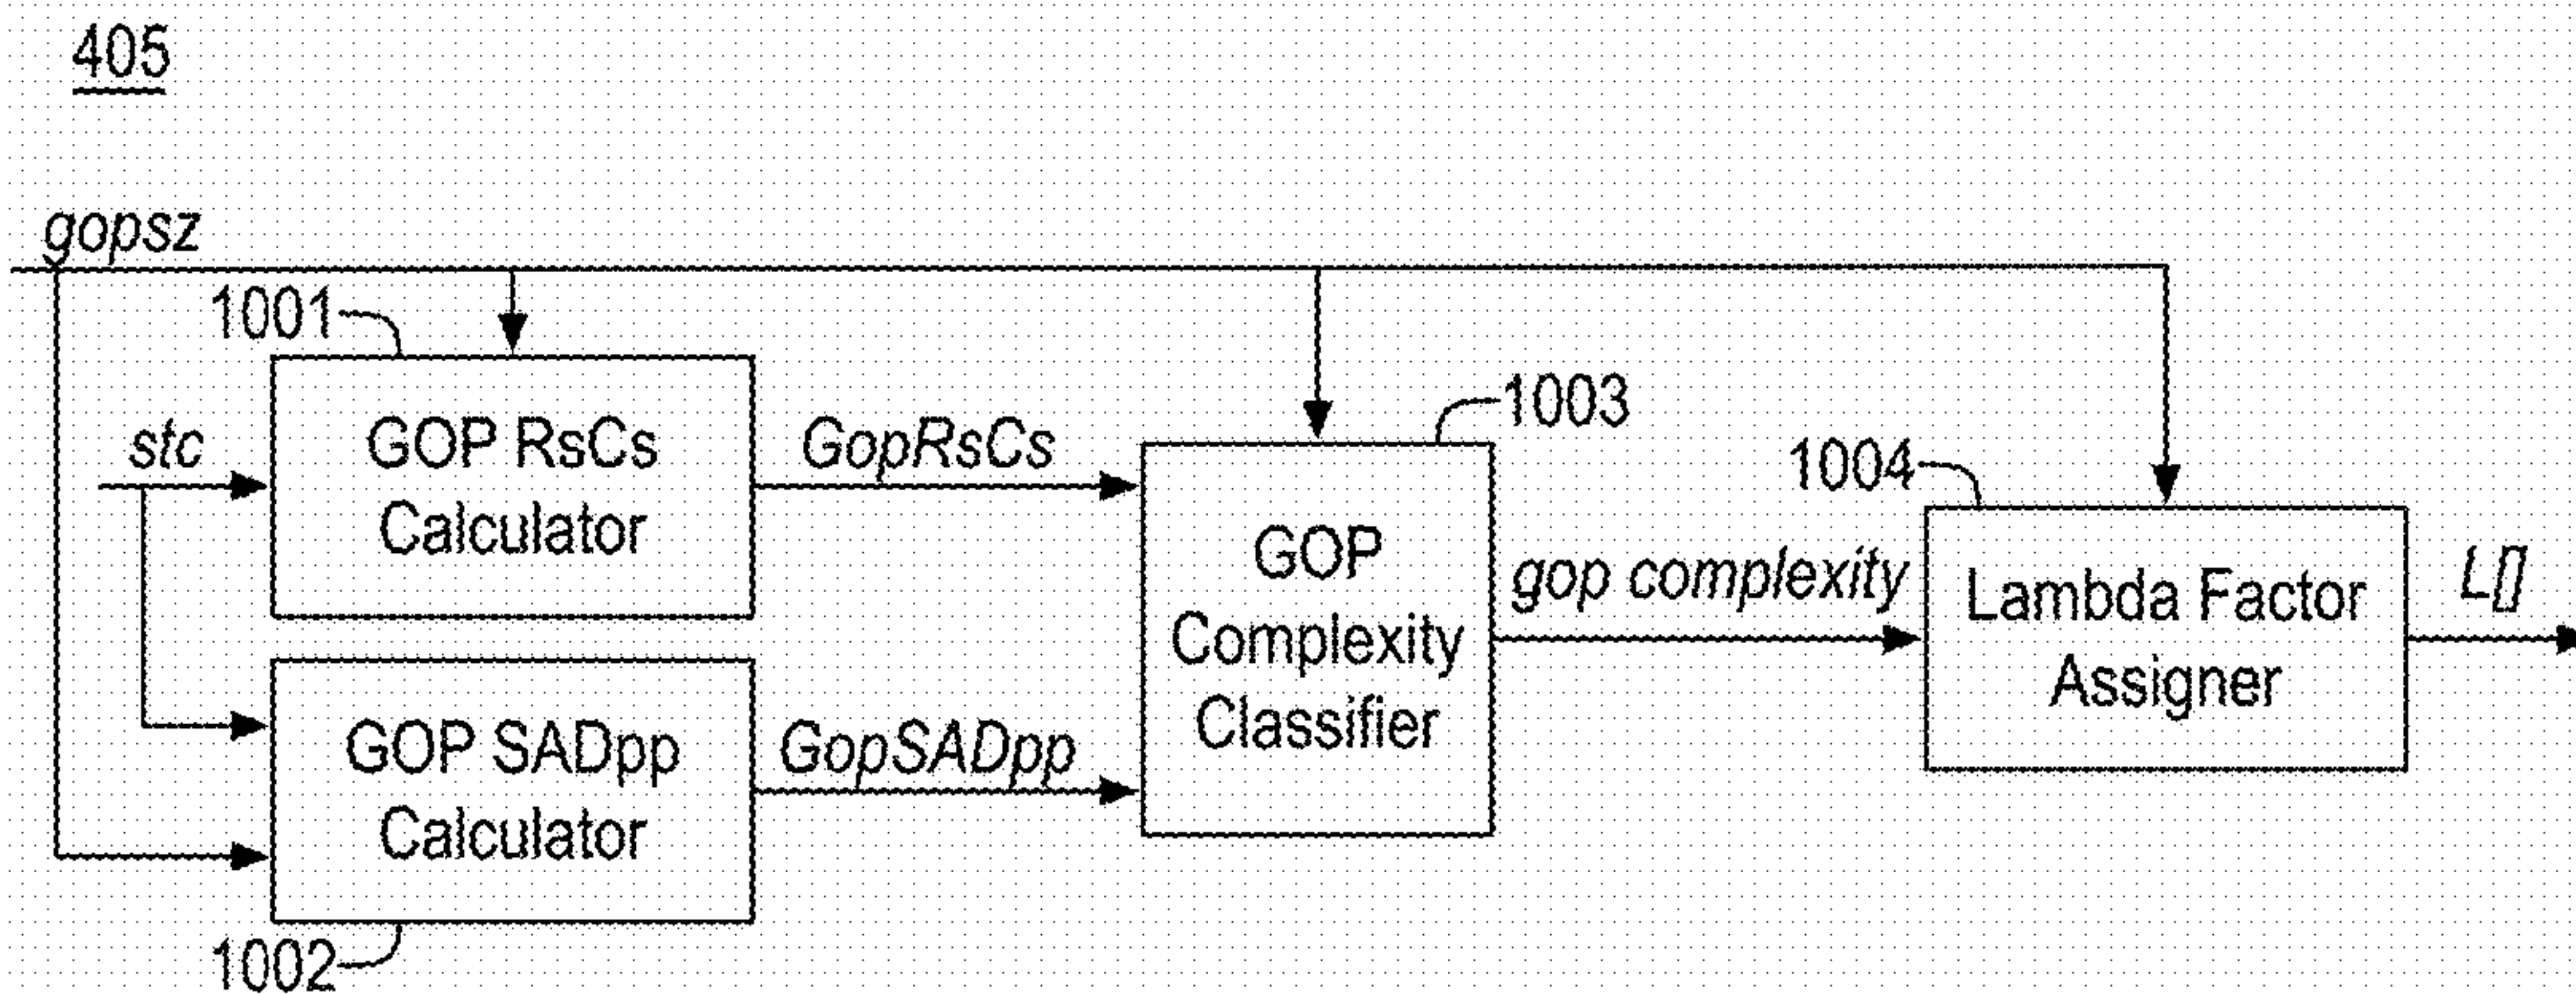 405
gopsz
1001
GOP RsCs
Calculator
stc
GopRsCs
1003
GOP
Complexity
Classifier
1004
gop complexity
Lambda Factor
Assigner
L[]
GOP SADpp
Calculator
GopSADpp
1002